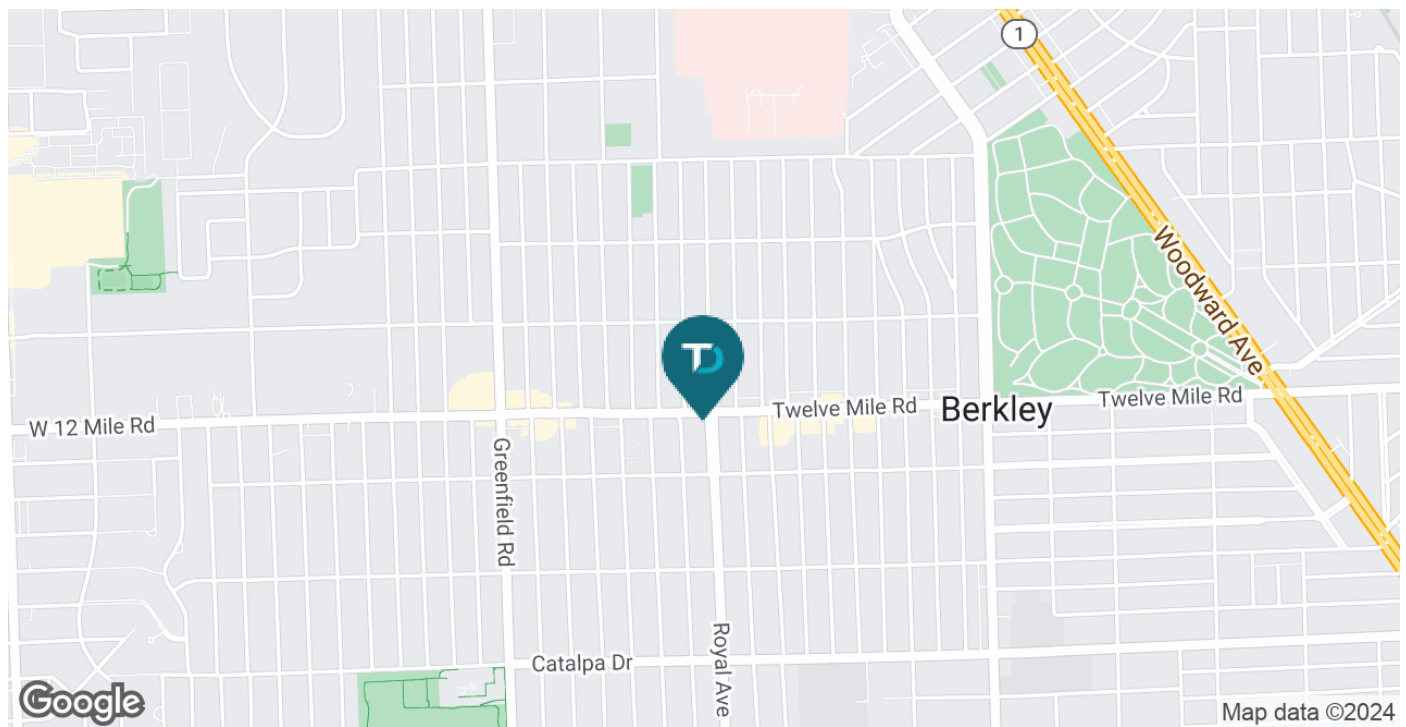 1
Woodward Ave
TD
Twelve Mile Rd
Twelve Mile Rd
Berkley
W 12 Mile Rd
Greenfield Rd
Royal Ave
Catalpa Dr
Google
Map data ©2024